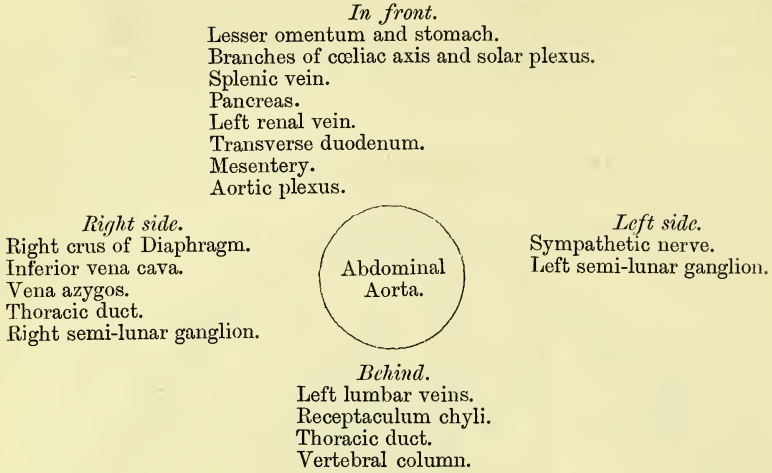 In front.
Lesser omentum and stomach.
Branches of cœliac axis and solar plexus.
Splenic vein.
Pancreas.
Left renal vein.
Transverse duodenum.
Mesentery.
Aortic plexus.
Right side.
Right crus of Diaphragm.
Inferior vena cava.
Vena azygos.
Thoracic duct.
Right semi-lunar ganglion.
Abdominal
Aorta.
Left side.
Sympathetic nerve.
Left semi-lunar ganglion.
Behind.
Left lumbar veins.
Receptaculum chyli.
Thoracic duct.
Vertebral column.